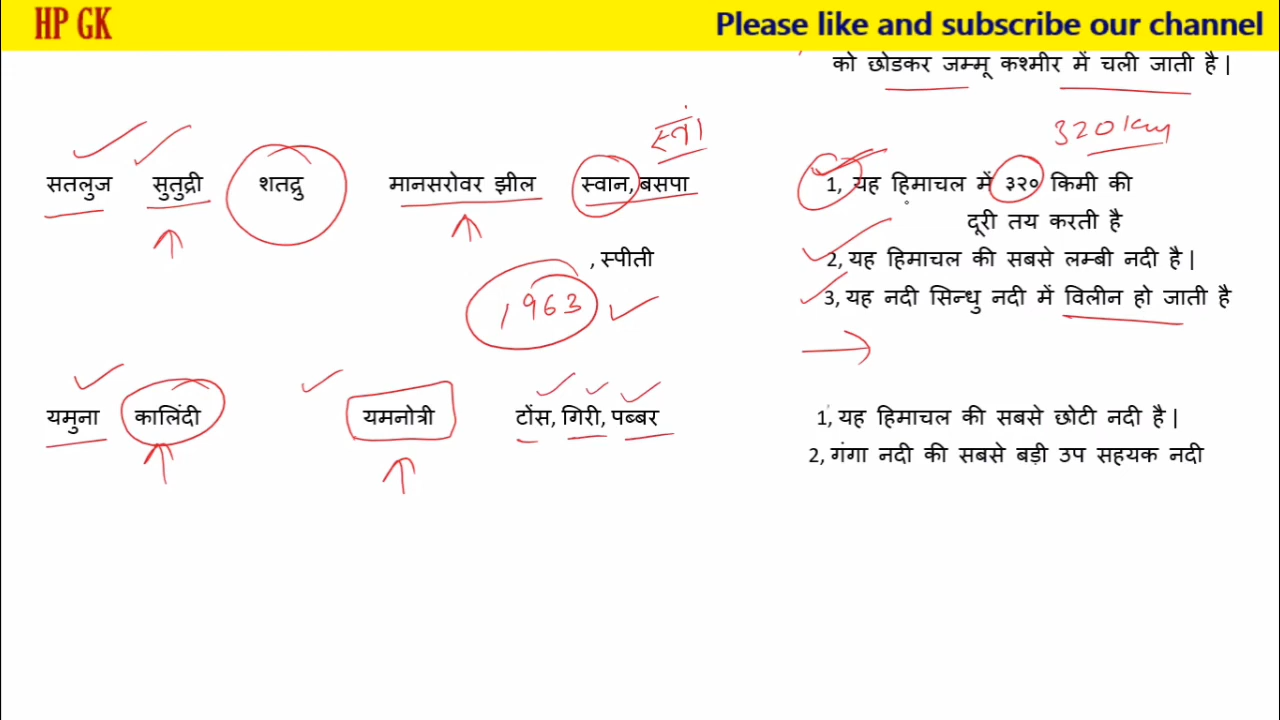 HP GK
Please like and subscribe our channel
को छोडकर जम्मू कश्मीर में चली जाती है |
320 Km
सतलुज सुतुद्री शतद्रु मानसरोवर झील स्वान, बसपा
, स्पीती
1963
1, यह हिमाचल में ३२० किमी की
दूरी तय करती है
2, यह हिमाचल की सबसे लम्बी नदी है |
3, यह नदी सिन्धु नदी में विलीन हो जाती है
यमुना कालिंदी यमनोत्री टोंस, गिरी, पब्बर
1, यह हिमाचल की सबसे छोटी नदी है |
2, गंगा नदी की सबसे बड़ी उप सहयक नदी